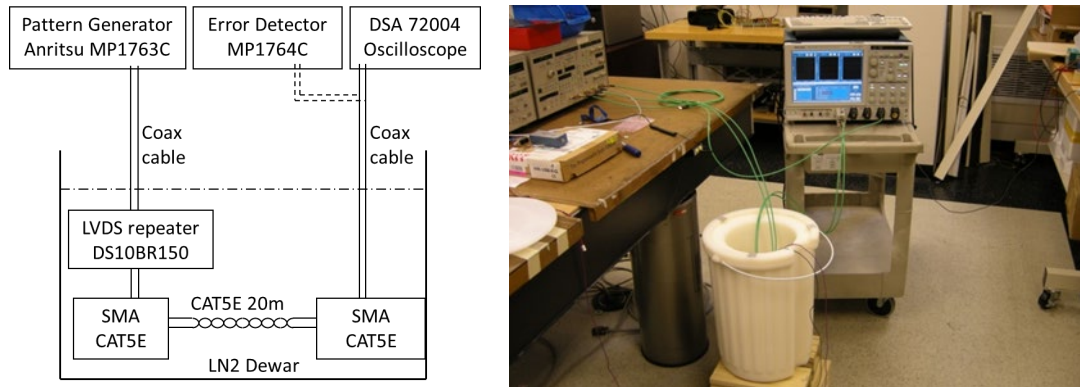 Pattern Generator
Anritsu MP1763C
Error Detector
MP1764C
DSA 72004
Oscilloscope
Coax
cable
Coax
cable
LVDS repeater
DS10BR150
SMA
CAT5E
CAT5E 20m
SMA
CAT5E
LN2 Dewar